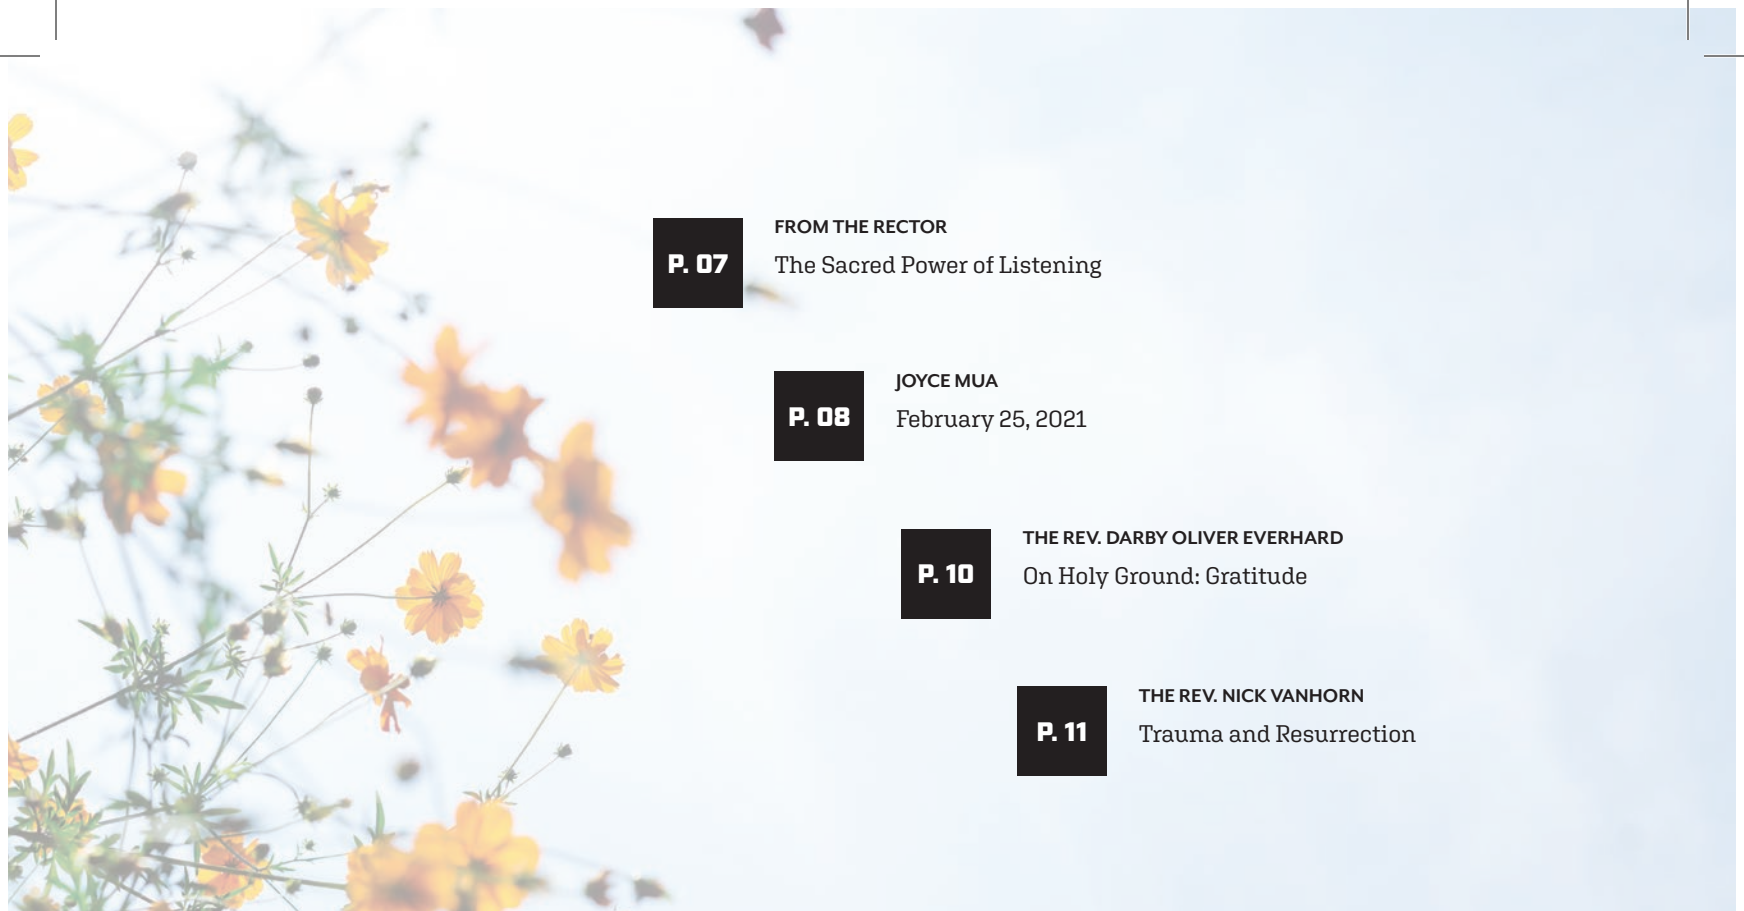 P. 07
FROM THE RECTOR
The Sacred Power of Listening
P. 08
JOYCE MUA
February 25, 2021
P. 10
THE REV. DARBY OLIVER EVERHARD
On Holy Ground: Gratitude
P. 11
THE REV. NICK VANHORN
Trauma and Resurrection